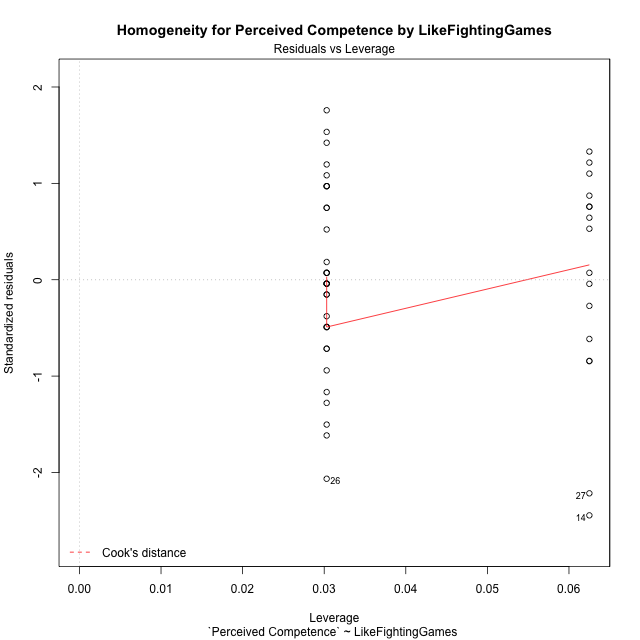 Homogeneity for Perceived Competence by LikeFightingGames
Residuals vs Leverage
Standardized residuals
2
1
0
-1
-2
26
27
14
Cook's distance
0.00 0.01 0.02 0.03 0.04 0.05 0.06
Leverage
`Perceived Competence` ~ LikeFightingGames